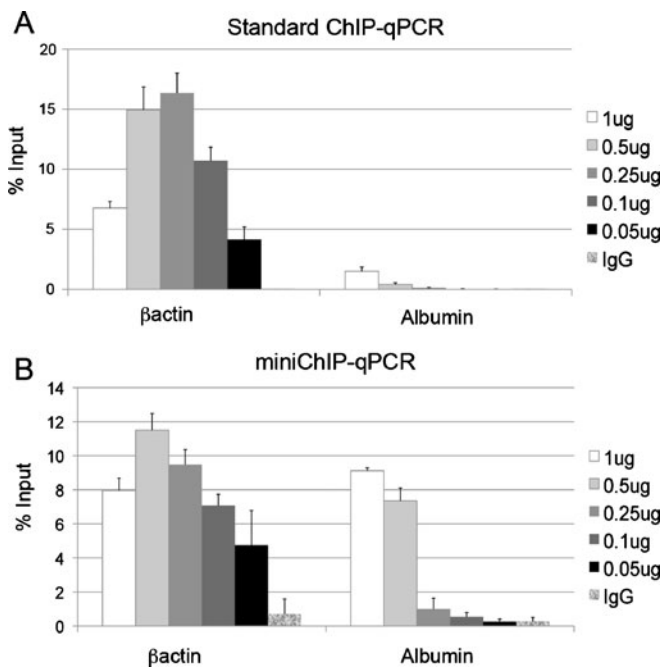 A
Standard ChIP-qPCR
20
15
10
5
0
% Input
βactin
Albumin
1ug
0.5ug
0.25ug
0.1ug
0.05ug
IgG
B
miniChIP-qPCR
14
12
10
8
6
4
2
0
% Input
βactin
Albumin
1ug
0.5ug
0.25ug
0.1ug
0.05ug
IgG